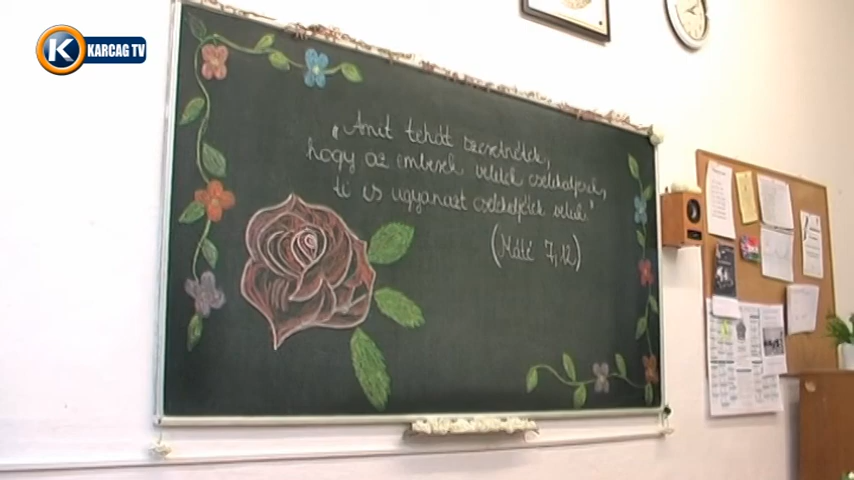 K KARCAG TV
„Amit tehát szeretnétek,
hogy az emberek veletek cselekedjenek,
ti is ugyanazt cselekedjétek velük."
(Máté 7,12)